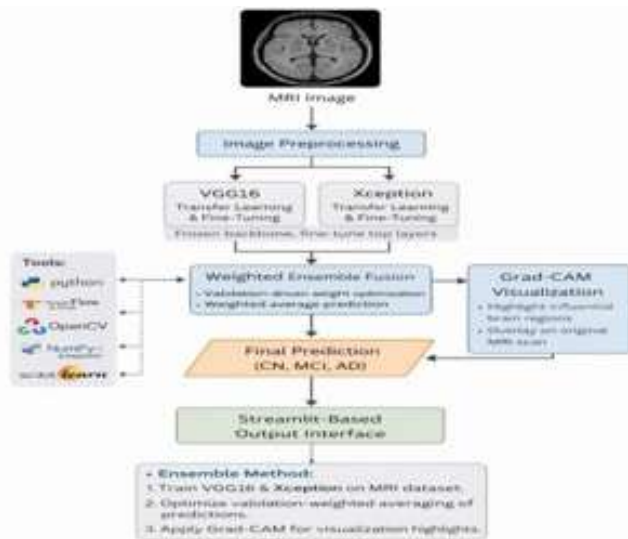 MRI Image
Image Preprocessing
VGG16
Transfer Learning
& Fine-Tuning
Xception
Transfer Learning
& Fine-Tuning
Frozen backbone, fine-tune top layers
Tools:
python
OpenCV
NumPy
learn
Weighted Ensemble Fusion
• Validation-driven weight optimization
• Weighted average prediction
Grad-CAM
Visualization
• Highlight influential
brain regions
• Overlay on original
MRI scan
Final Prediction
(CN, MCI, AD)
Streamlit-Based
Output Interface
• Ensemble Method:
1. Train VGG16 & Xception on MRI dataset.
2. Optimize validation-weighted averaging of
predictions.
3. Apply Grad-CAM for visualization highlights.